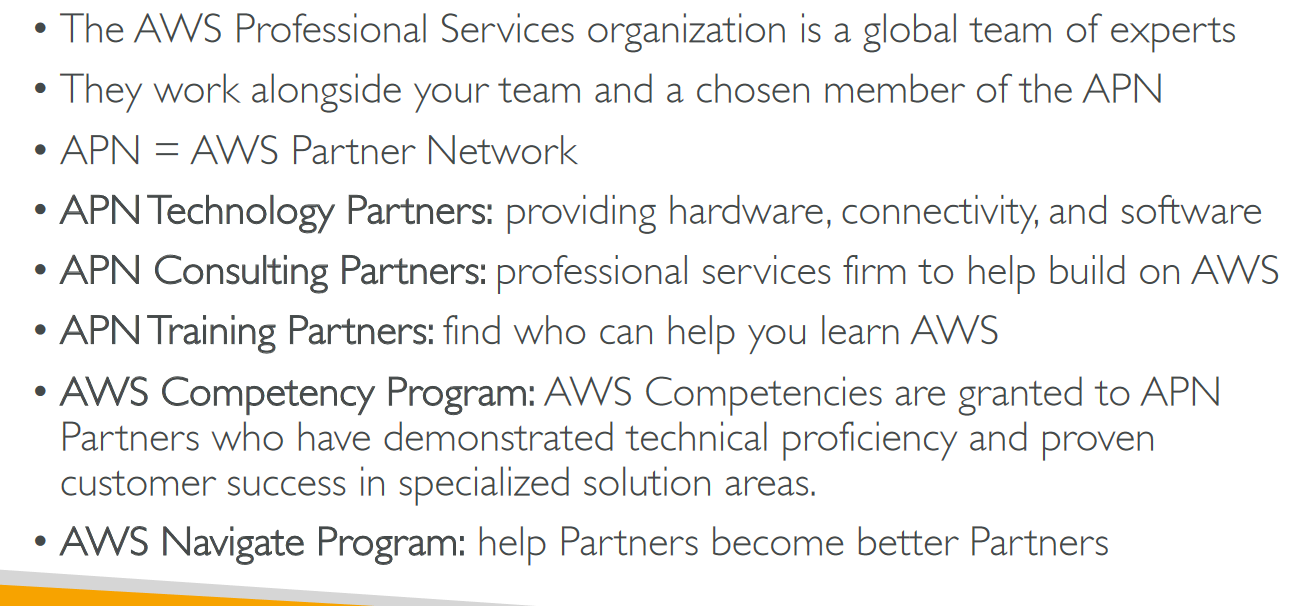 • The AWS Professional Services organization is a global team of experts
• They work alongside your team and a chosen member of the APN
• APN = AWS Partner Network
• APN Technology Partners: providing hardware, connectivity, and software
• APN Consulting Partners: professional services firm to help build on AWS
• APN Training Partners: find who can help you learn AWS
• AWS Competency Program: AWS Competencies are granted to APN
Partners who have demonstrated technical proficiency and proven
customer success in specialized solution areas.
• AWS Navigate Program: help Partners become better Partners